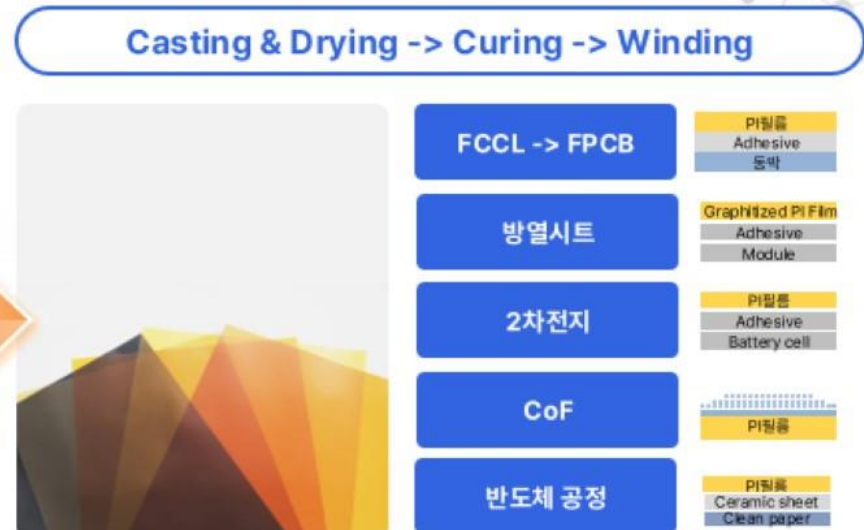 Casting & Drying -> Curing -> Winding
FCCL -> FPCB
PI필름
Adhesive
동박
방열시트
Graphitized PI Film
Adhesive
Module
2차전지
PI필름
Adhesive
Battery cell
CoF
PI필름
반도체 공정
PI필름
Ceramic sheet
Clean paper